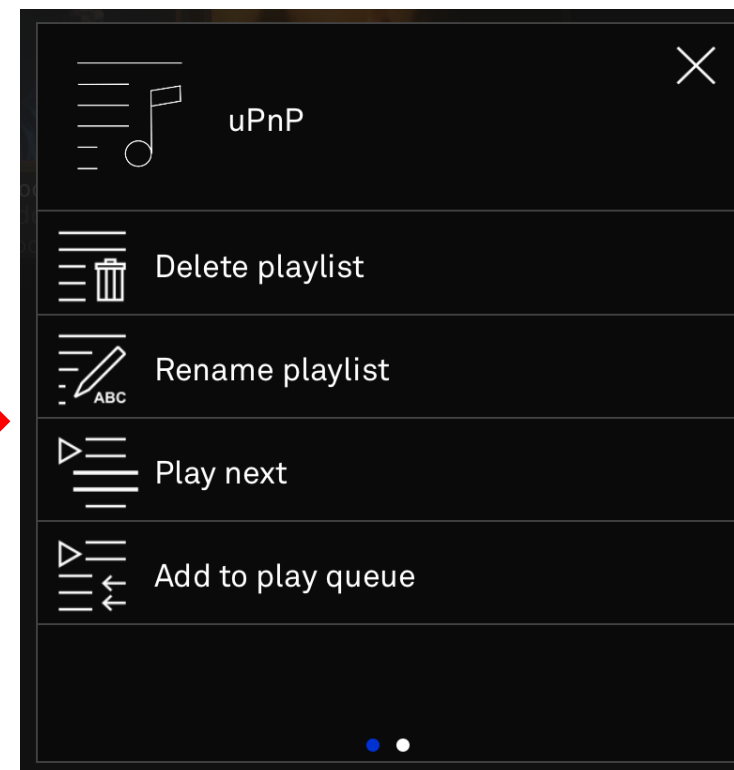 uPnP
Delete playlist
Rename playlist
ABC
Play next
Add to play queue